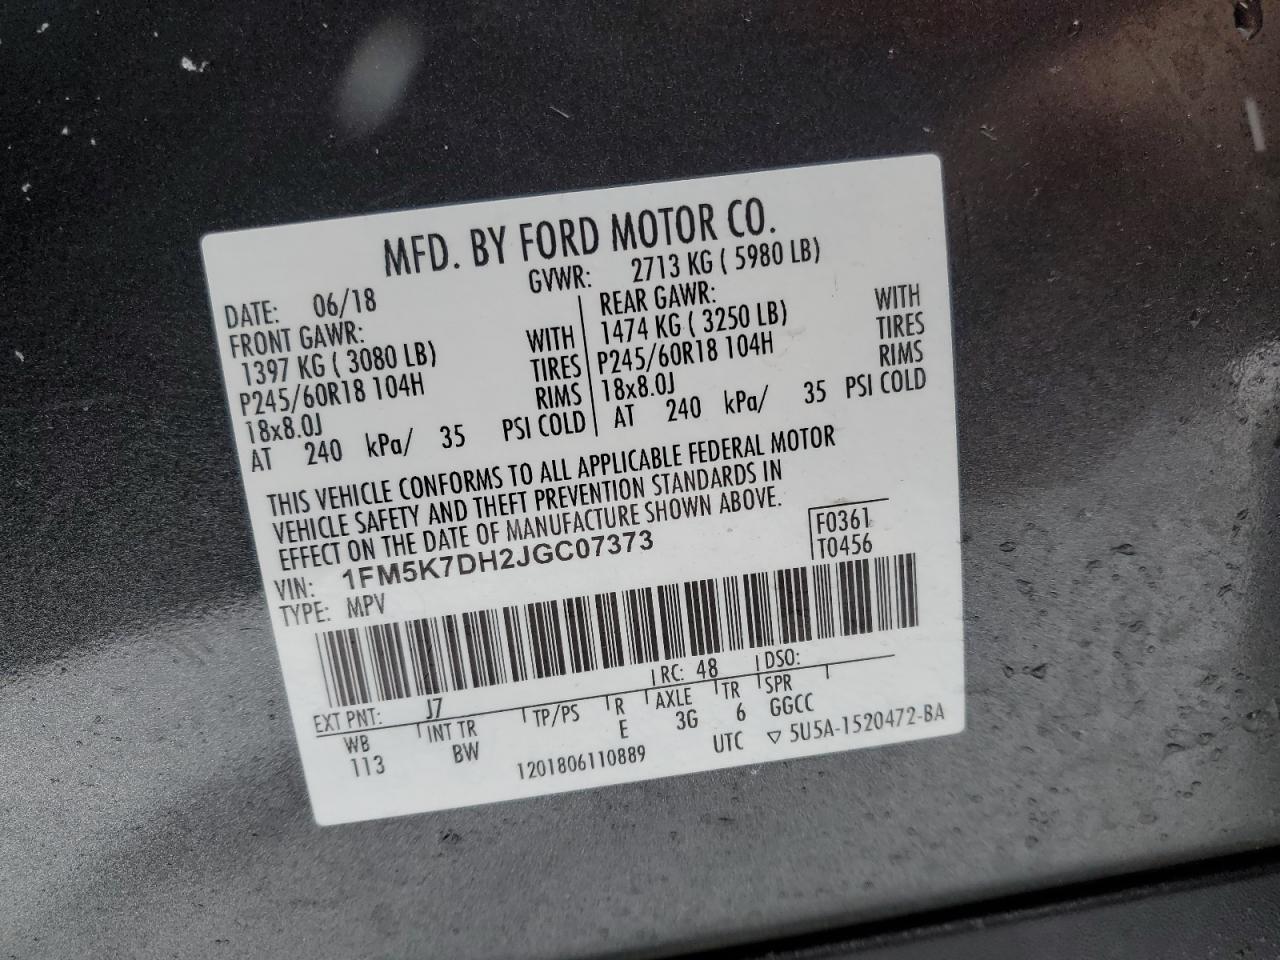 MFD. BY FORD MOTOR CO.
DATE: 06/18 GVWR: 2713 KG ( 5980 LB)
FRONT GAWR:
1397 KG ( 3080 LB) WITH
P245/60R18 104H TIRES
18x8.0J RIMS
AT 240 kPa/ 35 PSI COLD
REAR GAWR:
1474 KG ( 3250 LB) WITH
P245/60R18 104H TIRES
18x8.0J RIMS
AT 240 kPa/ 35 PSI COLD
THIS VEHICLE CONFORMS TO ALL APPLICABLE FEDERAL MOTOR
VEHICLE SAFETY AND THEFT PREVENTION STANDARDS IN
EFFECT ON THE DATE OF MANUFACTURE SHOWN ABOVE.
VIN: 1FM5K7DH2JGC07373
TYPE: MPV
F0361
T0456
EXT PNT: J7 RC: 48 DSO:
WB INT TR TP/PS R AXLE TR SPR
113 BW E 3G 6 GGCC
1201806110889 UTC ▽ 5U5A-1520472-BA